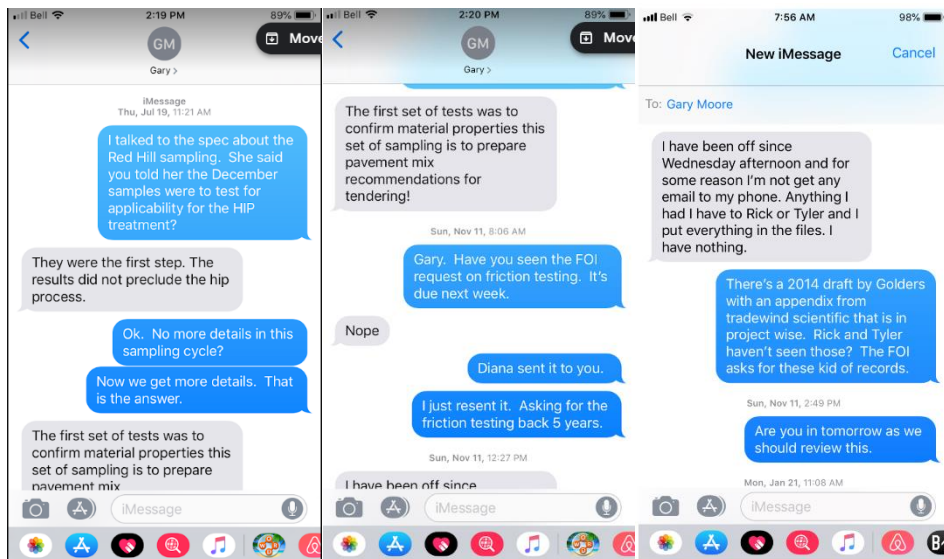 Bell
2:19 PM
89%
GM
Move
Gary >
iMessage
Thu, Jul 19, 11:21 AM
I talked to the spec about the
Red Hill sampling. She said
you told her the December
samples were to test for
applicability for the HIP
treatment?
They were the first step. The
results did not preclude the hip
process.
Ok. No more details in this
sampling cycle?
Now we get more details. That
is the answer.
The first set of tests was to
confirm material properties this
set of sampling is to prepare
pavement mix
iMessage
Bell
2:20 PM
89%
GM
Move
Gary >
The first set of tests was to
confirm material properties this
set of sampling is to prepare
pavement mix
recommendations for
tendering!
Sun, Nov 11, 8:06 AM
Gary. Have you seen the FOI
request on friction testing. It's
due next week.
Nope
Diana sent it to you.
I just resent it. Asking for the
friction testing back 5 years.
Sun, Nov 11, 12:27 PM
I have been off since
iMessage
Bell
7:56 AM
98%
New iMessage
Cancel
To: Gary Moore
I have been off since
Wednesday afternoon and for
some reason I'm not get any
email to my phone. Anything I
had I have to Rick or Tyler and I
put everything in the files. I
have nothing.
There's a 2014 draft by Golders
with an appendix from
tradewind scientific that is in
project wise. Rick and Tyler
haven't seen those? The FOI
asks for these kid of records.
Sun, Nov 11, 2:49 PM
Are you in tomorrow as we
should review this.
Mon, Jan 21, 11:08 AM
iMessage
B